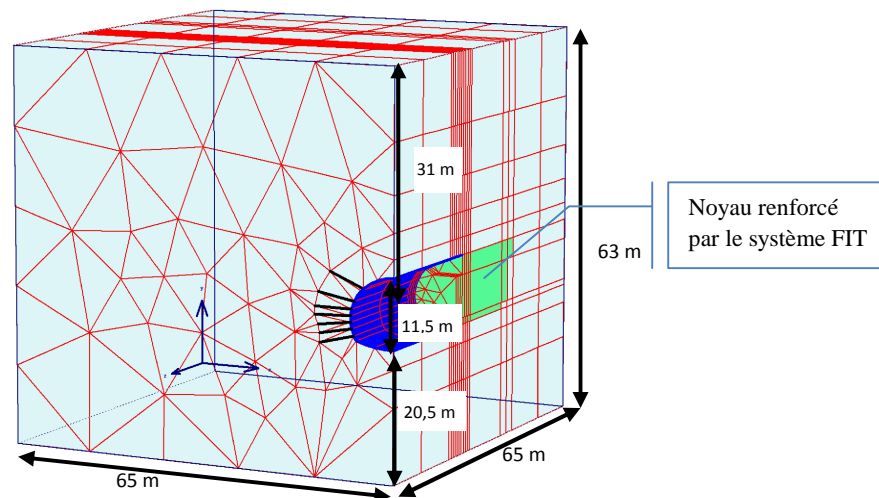 31 m
Noyau renforcé
par le système FIT
63 m
11,5 m
20,5 m
65 m
65 m
y